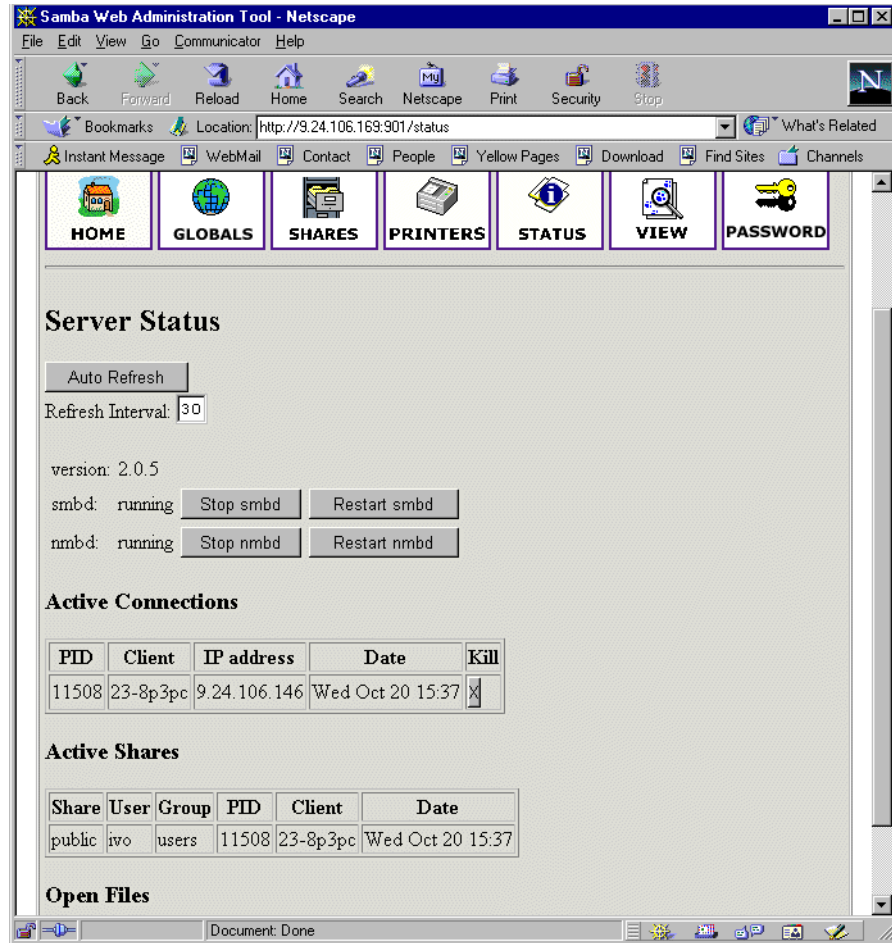 Samba Web Administration Tool - Netscape
File Edit View Go Communicator Help
My
N
Back Forward Reload Home Search Netscape Print Security Stop
Bookmarks Location: http://9.24.106.169:901/status What's Related
Instant Message WebMail Contact People Yellow Pages Download Find Sites Channels
HOME GLOBALS SHARES PRINTERS STATUS VIEW PASSWORD
Server Status
Auto Refresh
Refresh Interval: 30
version: 2.0.5
smbd: running Stop smbd Restart smbd
nmbd: running Stop nmbd Restart nmbd
Active Connections
PID Client IP address Date Kill
11508 23-8p3pc 9.24.106.146 Wed Oct 20 15:37 X
Active Shares
Share User Group PID Client Date
public ivo users 11508 23-8p3pc Wed Oct 20 15:37
Open Files
Document: Done